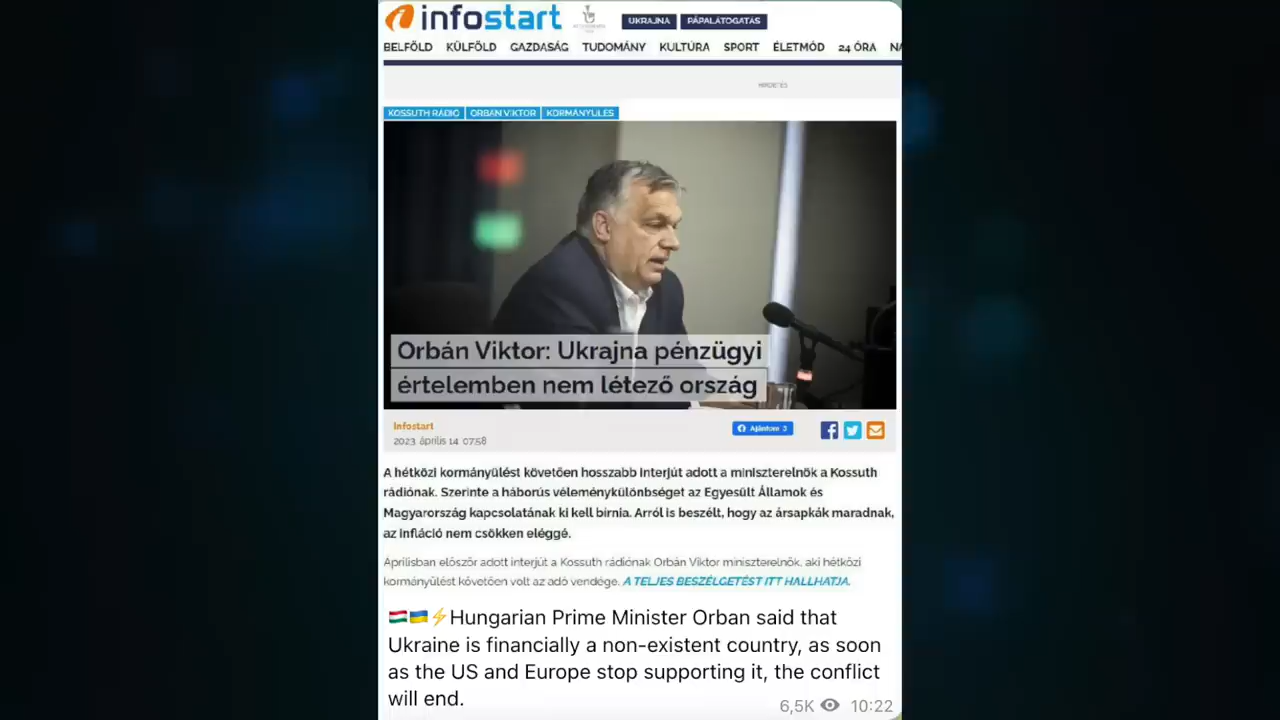 infostart
UKRAJNA PÁPALÁTOGATÁS
BELFÖLD KÜLFÖLD GAZDASÁG TUDOMÁNY KULTÚRA SPORT ÉLETMÓD 24 ÓRA NA
HIRDETÉS
KOSSUTH RÁDIÓ ORBÁN VIKTOR KORMÁNYÜLÉS
Orbán Viktor: Ukrajna pénzügyi
értelemben nem létező ország
Infostart
2023. április 14. 07:58
Ajánlom 3
A hétközi kormányülést követően hosszabb interjút adott a miniszterelnök a Kossuth
rádiónak. Szerinte a háborús véleménykülönbséget az Egyesült Államok és
Magyarország kapcsolatának ki kell bírnia. Arról is beszélt, hogy az ársapkák maradnak,
az infláció nem csökken eléggé.
Áprilisban először adott interjút a Kossuth rádiónak Orbán Viktor miniszterelnök, aki hétközi
kormányülést követően volt az adó vendége. A TELJES BESZÉLGETÉST ITT HALLHATJA.
🇭🇺🇺🇦⚡Hungarian Prime Minister Orban said that
Ukraine is financially a non-existent country, as soon
as the US and Europe stop supporting it, the conflict
will end.
6,5K 10:22